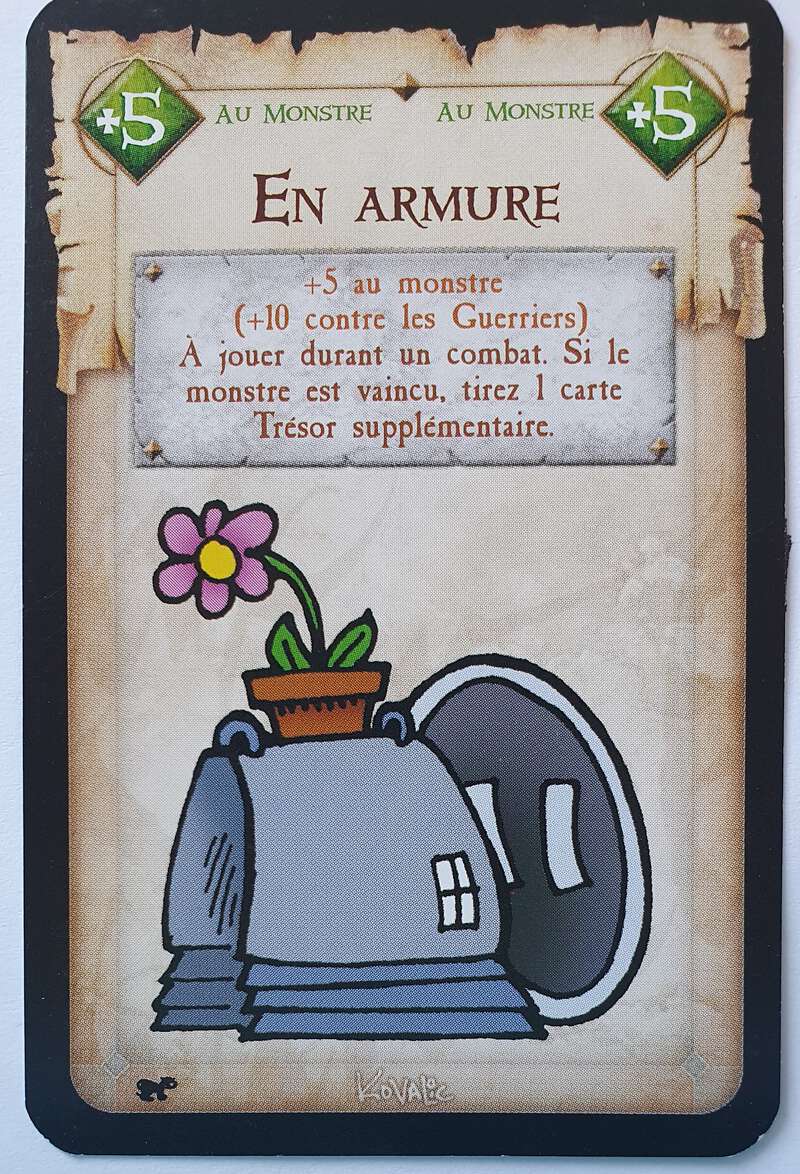 +5 Au Monstre Au Monstre +5
En armure
+5 au monstre
(+10 contre les Guerriers)
À jouer durant un combat. Si le
monstre est vaincu, tirez 1 carte
Trésor supplémentaire.
Kovalic